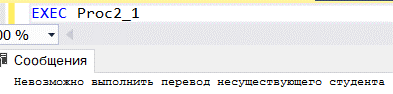 EXEC Proc2_1
00 %
Сообщения
Невозможно выполнить перевод несуществующего студента